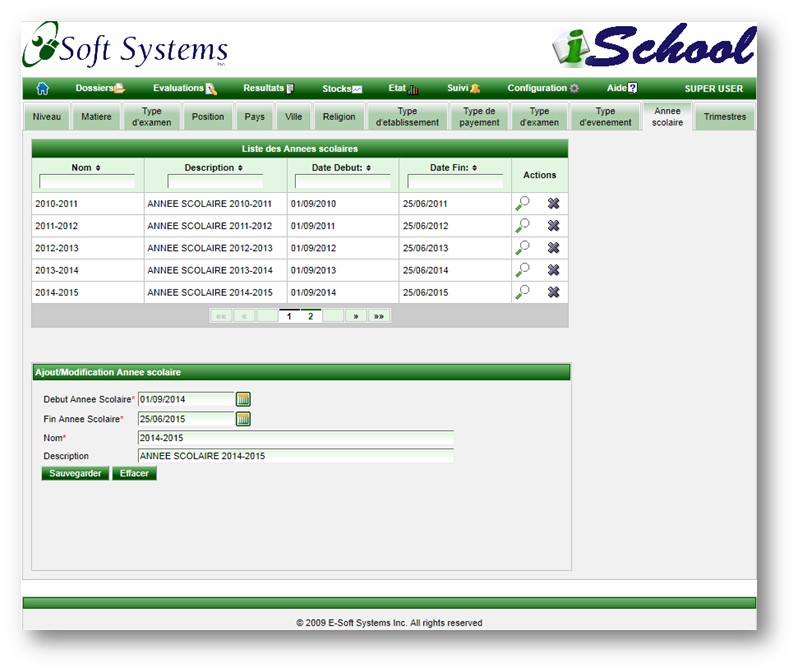 Soft Systems Inc.
iSchool
Dossiers Evaluations Resultats Stocks Etat Suivi Configuration Aide SUPER USER
Niveau Matiere Type d'examen Position Pays Ville Religion Type d'etablissement Type de payement Type d'examen Type d'evenement Annee scolaire Trimestres
Liste des Annees scolaires
Nom Description Date Debut: Date Fin: Actions
2010-2011 ANNEE SCOLAIRE 2010-2011 01/09/2010 25/06/2011
2011-2012 ANNEE SCOLAIRE 2011-2012 01/09/2011 25/06/2012
2012-2013 ANNEE SCOLAIRE 2012-2013 01/09/2012 25/06/2013
2013-2014 ANNEE SCOLAIRE 2013-2014 01/09/2013 25/06/2014
2014-2015 ANNEE SCOLAIRE 2014-2015 01/09/2014 25/06/2015
«« « 1 2 » »»
Ajout/Modification Annee scolaire
Debut Annee Scolaire* 01/09/2014
Fin Annee Scolaire* 25/06/2015
Nom* 2014-2015
Description ANNEE SCOLAIRE 2014-2015
Sauvegarder Effacer
© 2009 E-Soft Systems Inc. All rights reserved